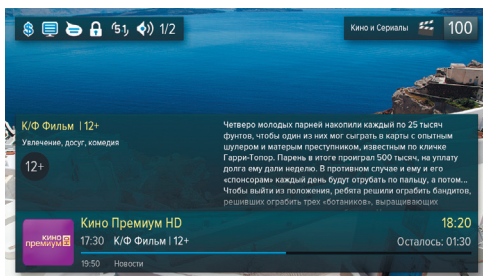 $ 5.1 1/2
Кино и Сериалы 100
К/Ф Фильм | 12+
Увлечение, досуг, комедия
12+
Четверо молодых парней накопили каждый по 25 тысяч
фунтов, чтобы один из них мог сыграть в карты с опытным
шулером и матерым преступником, известным по кличке
Гарри-Топор. Парень в итоге проиграл 500 тысяч, на уплату
долга ему дали неделю. В противном случае и ему и его
«спонсорам» каждый день будут отрубать по пальцу, а потом...
Чтобы выйти из положения, ребята решили ограбить бандитов,
решивших ограбить трех «ботаников», выращивающих
КИНО
премиум HD
Кино Премиум HD 18:20
17:30 К/Ф Фильм | 12+ Осталось: 01:30
19:50 Новости